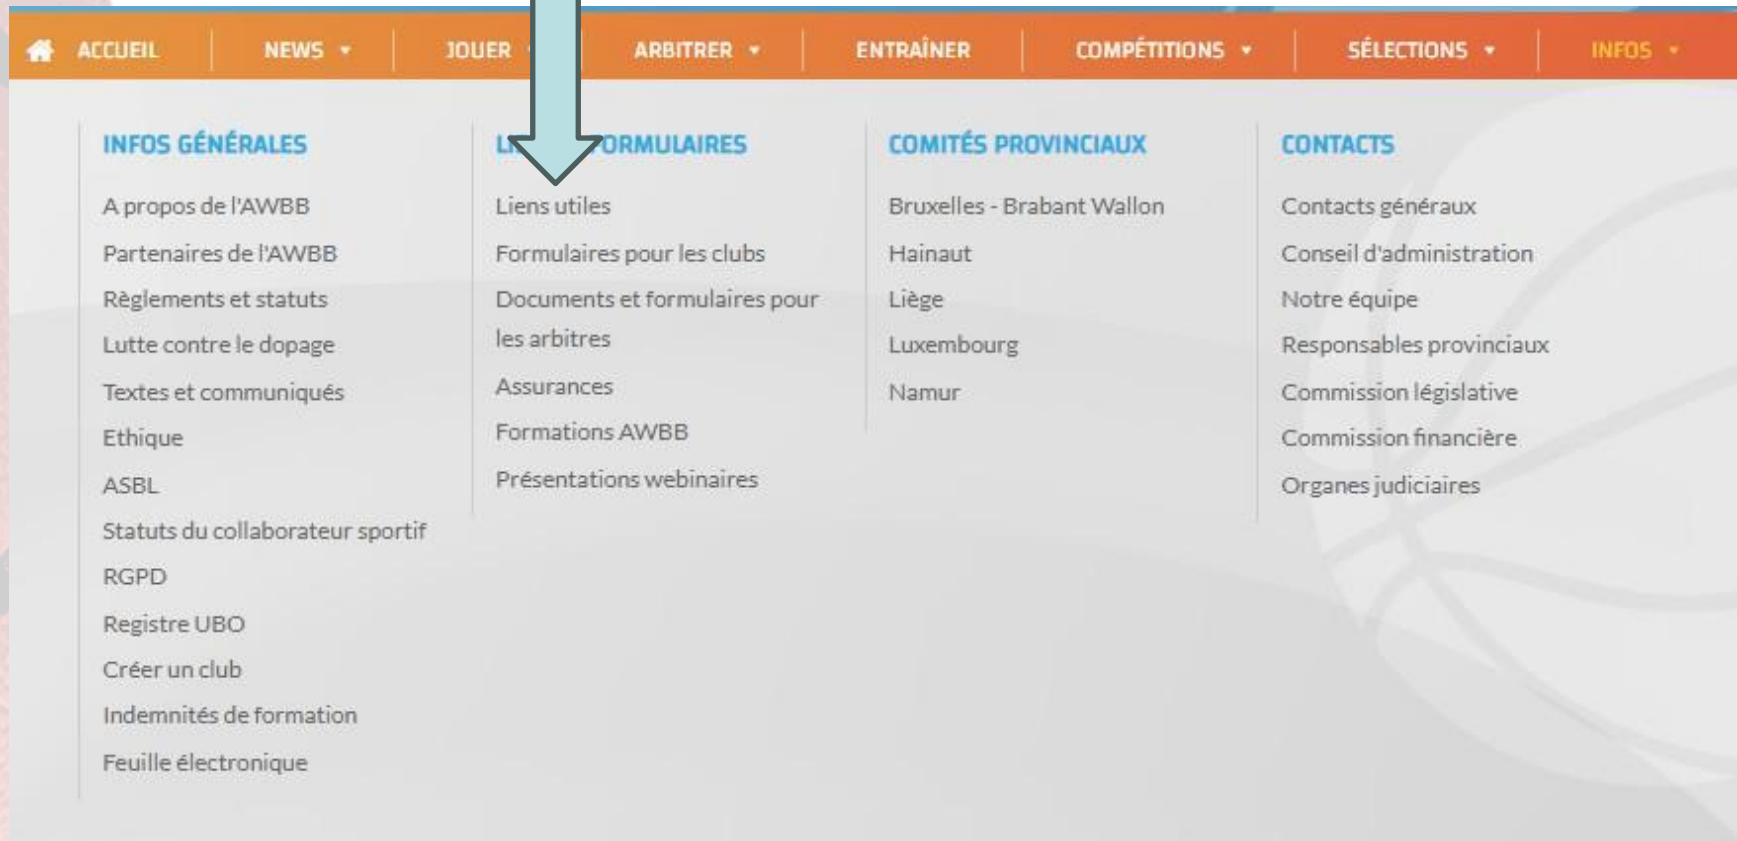 ACCUEIL NEWS JOUER ARBITRER ENTRAÎNER COMPÉTITIONS SÉLECTIONS INFOS
INFOS GÉNÉRALES
A propos de l'AWBB
Partenaires de l'AWBB
Règlements et statuts
Lutte contre le dopage
Textes et communiqués
Ethique
ASBL
Statuts du collaborateur sportif
RGPD
Registre UBO
Créer un club
Indemnités de formation
Feuille électronique
Liens utiles
Formulaires pour les clubs
Documents et formulaires pour
les arbitres
Assurances
Formations AWBB
Présentations webinaires
COMITÉS PROVINCIAUX
Bruxelles - Brabant Wallon
Hainaut
Liège
Luxembourg
Namur
CONTACTS
Contacts généraux
Conseil d'administration
Notre équipe
Responsables provinciaux
Commission législative
Commission financière
Organes judiciaires